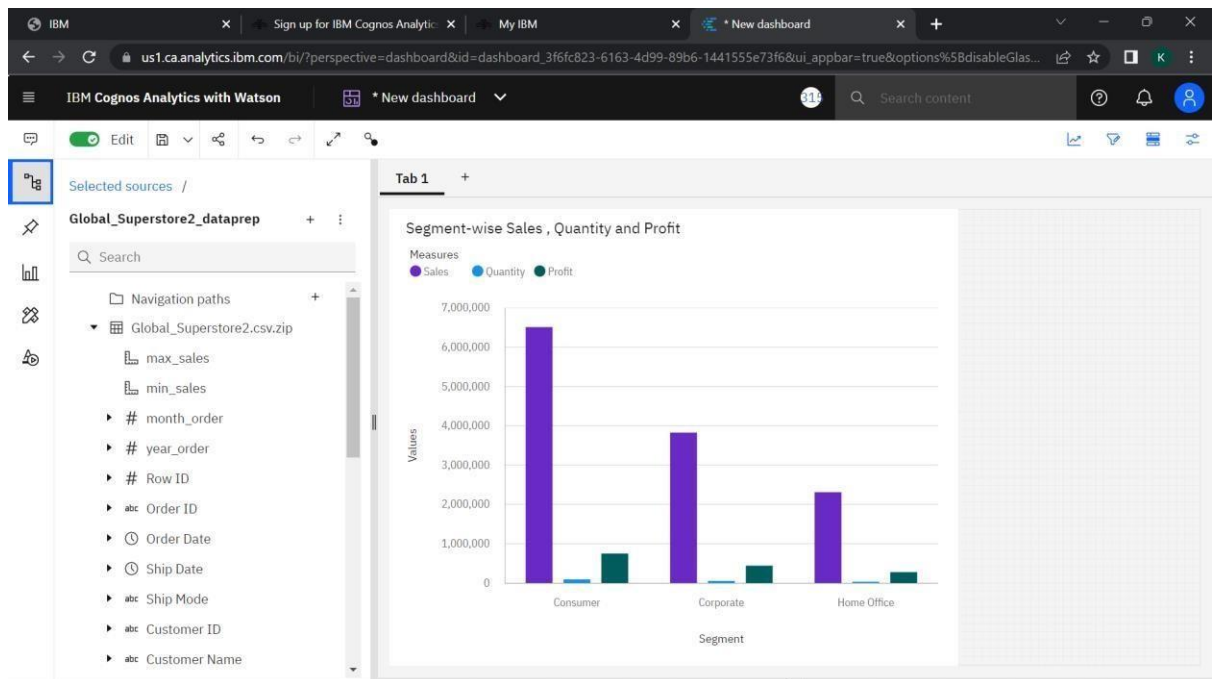 IBM
Sign up for IBM Cognos Analytic
My IBM
* New dashboard
us1.ca.analytics.ibm.com/bi/?perspective=dashboard&id=dashboard_3f6fc823-6163-4d99-89b6-1441555e73f6&ui_appbar=true&options%5BdisableGlas...
K
IBM Cognos Analytics with Watson
* New dashboard
315
Search content
Edit
Selected sources /
Tab 1
Global_Superstore2_dataprep
Search
Navigation paths
Global_Superstore2.csv.zip
max_sales
min_sales
# month_order
# year_order
# Row ID
abc Order ID
Order Date
Ship Date
abc Ship Mode
abc Customer ID
abc Customer Name
Segment-wise Sales , Quantity and Profit
Measures
Sales Quantity Profit
7,000,000
6,000,000
5,000,000
4,000,000
3,000,000
2,000,000
1,000,000
0
Values
Consumer Corporate Home Office
Segment